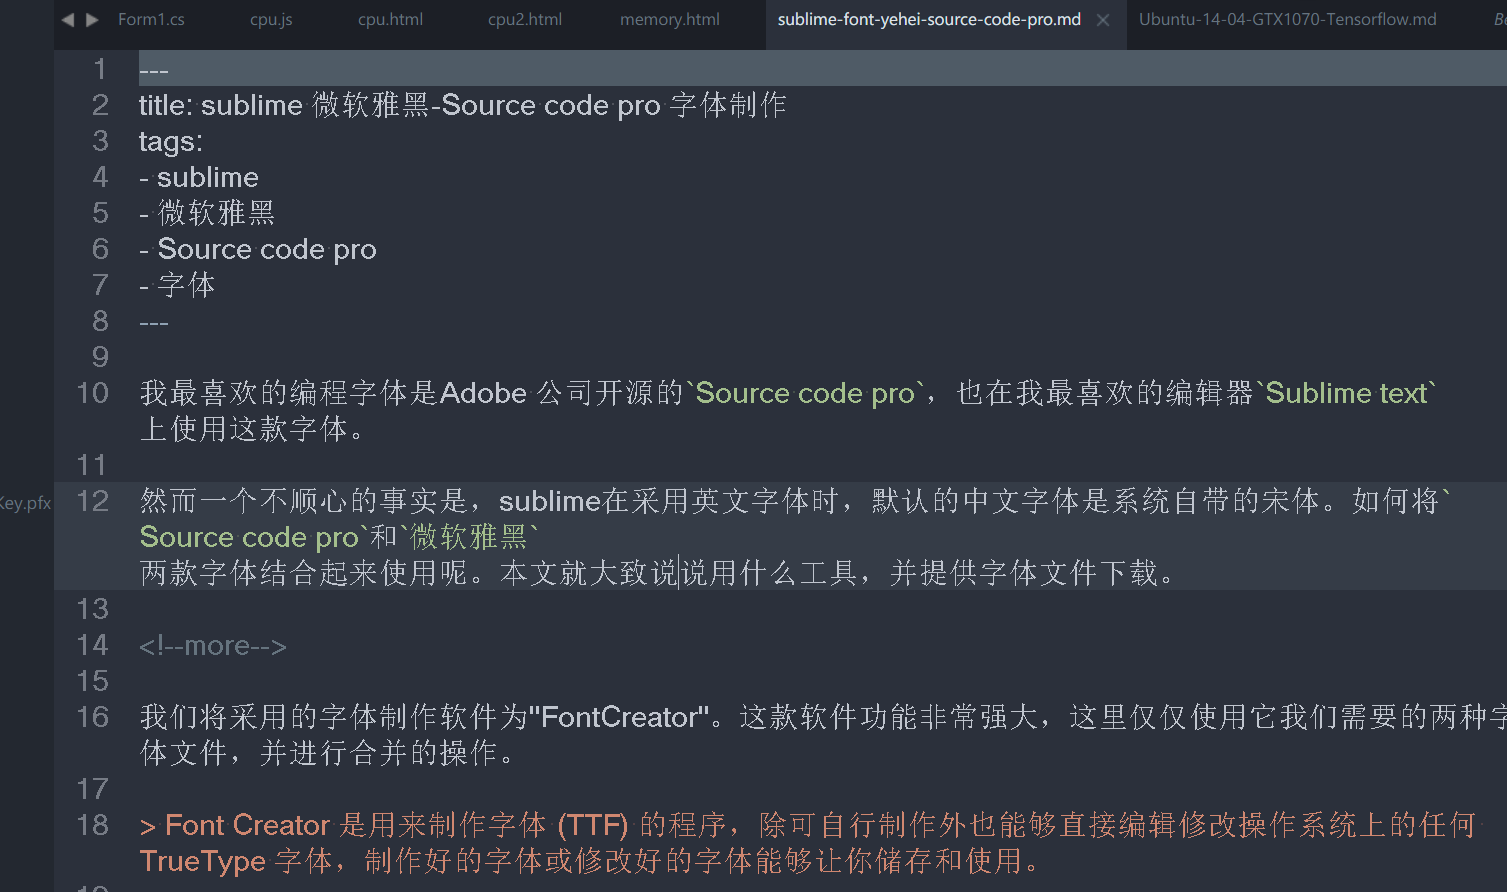 Form1.cs cpu.js cpu.html cpu2.html memory.html sublime-font-yehei-source-code-pro.md Ubuntu-14-04-GTX1070-Tensorflow.md
1 ---
2 title: sublime 微软雅黑-Source code pro 字体制作
3 tags:
4 - sublime
5 - 微软雅黑
6 - Source code pro
7 - 字体
8 ---
9
10 我最喜欢的编程字体是Adobe 公司开源的`Source code pro`，也在我最喜欢的编辑器`Sublime text`
上使用这款字体。
11
12 然而一个不顺心的事实是，sublime在采用英文字体时，默认的中文字体是系统自带的宋体。如何将`
Key.pfx
Source code pro`和`微软雅黑`
两款字体结合起来使用呢。本文就大致说说用什么工具，并提供字体文件下载。
13
14 <!--more-->
15
16 我们将采用的字体制作软件为"FontCreator"。这款软件功能非常强大，这里仅仅使用它我们需要的两种字
体文件，并进行合并的操作。
17
18 > Font Creator 是用来制作字体 (TTF) 的程序，除可自行制作外也能够直接编辑修改操作系统上的任何
TrueType 字体，制作好的字体或修改好的字体能够让你储存和使用。